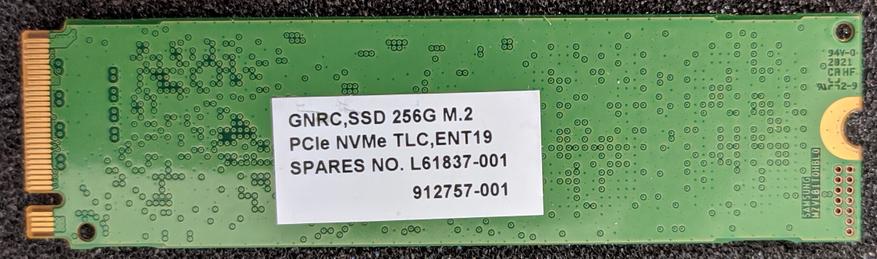 GNRC,SSD 256G M.2
PCIe NVMe TLC,ENT19
SPARES NO. L61837-001
912757-001
94V-0
2021
SAMSUNG